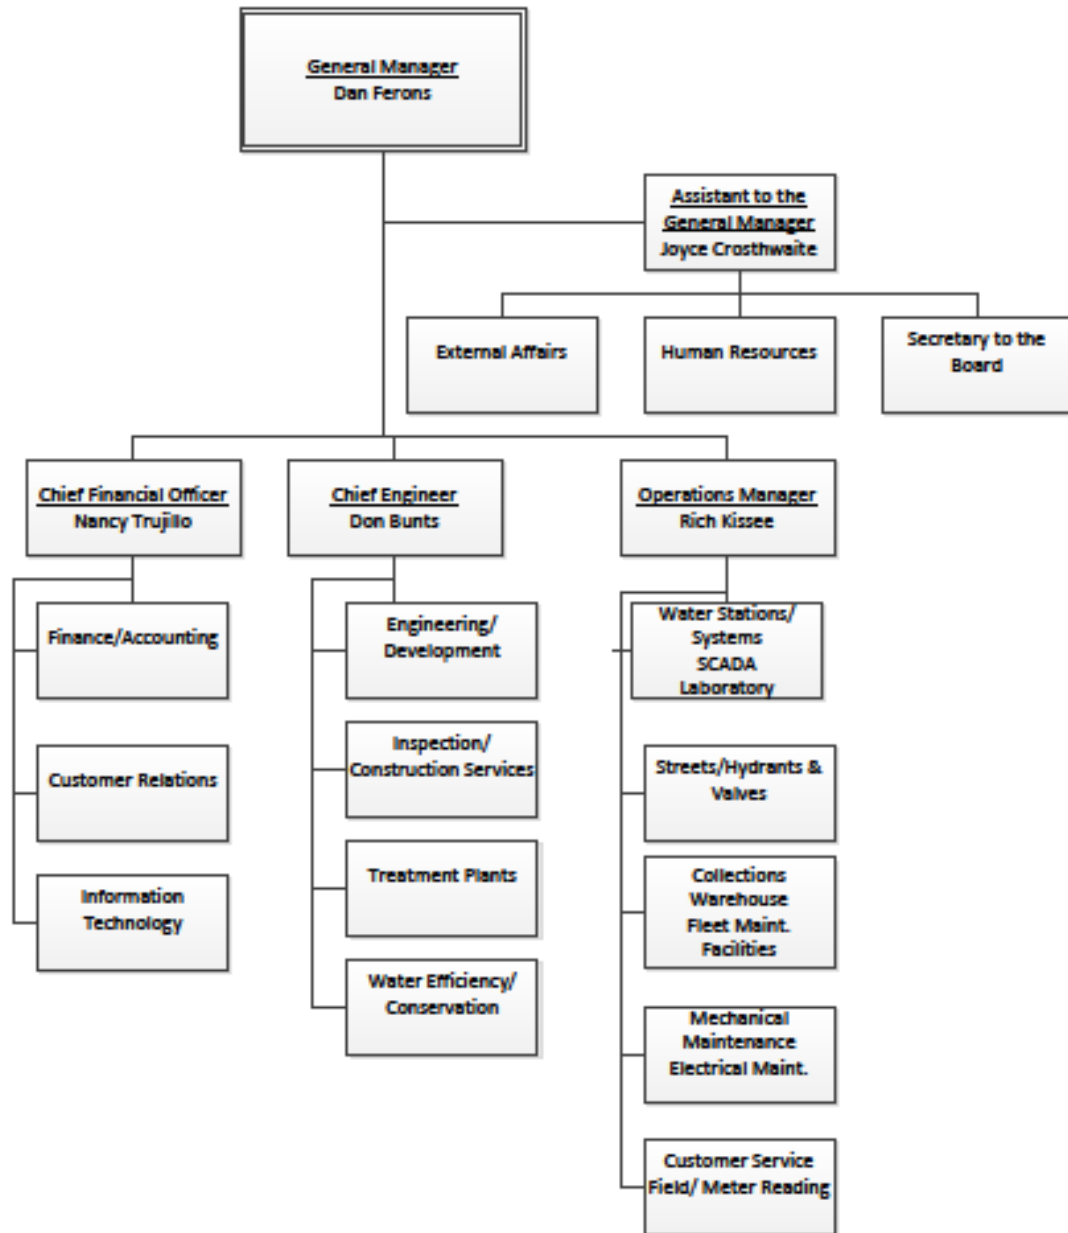 General Manager
Dan Ferons
Assistant to the
General Manager
Joyce Crosthwaite
External Affairs
Human Resources
Secretary to the
Board
Chief Financial Officer
Nancy Trujillo
Chief Engineer
Don Bunts
Operations Manager
Rich Kissee
Finance/Accounting
Customer Relations
Information
Technology
Engineering/
Development
Inspection/
Construction Services
Treatment Plants
Water Efficiency/
Conservation
Water Stations/
Systems
SCADA
Laboratory
Streets/Hydrants &
Valves
Collections
Warehouse
Fleet Maint.
Facilities
Mechanical
Maintenance
Electrical Maint.
Customer Service
Field/ Meter Reading